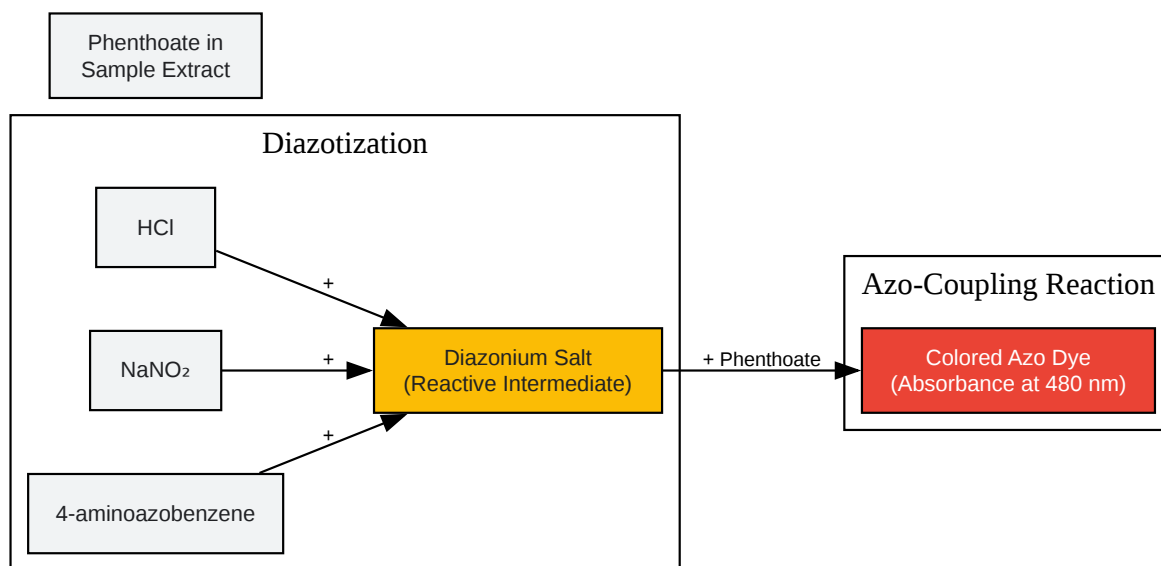 Phenthoate in
Sample Extract
Diazotization
HCl
+
NaNO₂
+
Diazonium Salt
(Reactive Intermediate)
+
4-aminoazobenzene
+ Phenthoate
Azo-Coupling Reaction
Colored Azo Dye
(Absorbance at 480 nm)